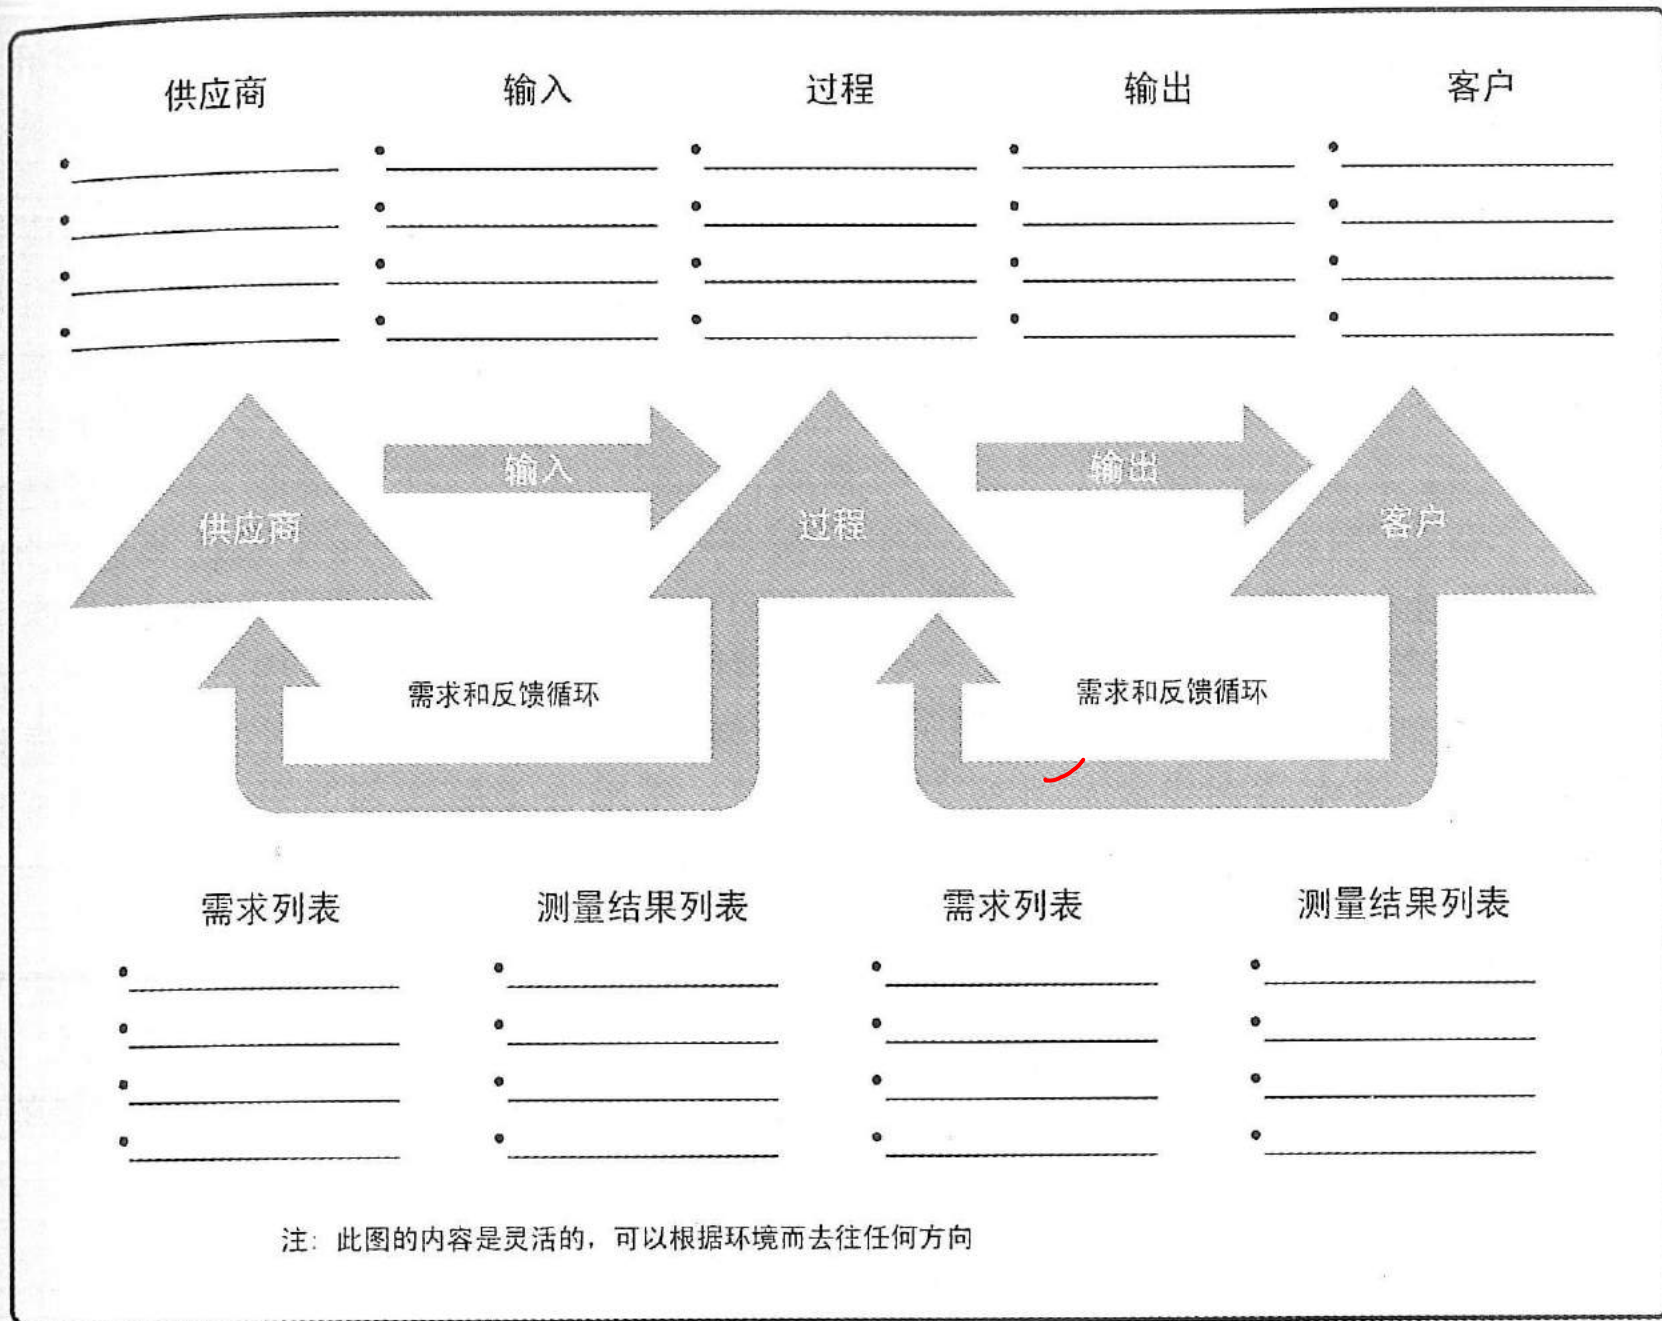 供应商 输入 过程 输出 客户
输入 输出
供应商 过程 客户
需求和反馈循环 需求和反馈循环
需求列表 测量结果列表 需求列表 测量结果列表
注：此图的内容是灵活的，可以根据环境而去往任何方向